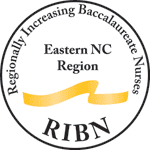 Regionally Increasing Baccalaureate Nurses
Eastern NC
Region
RIBN